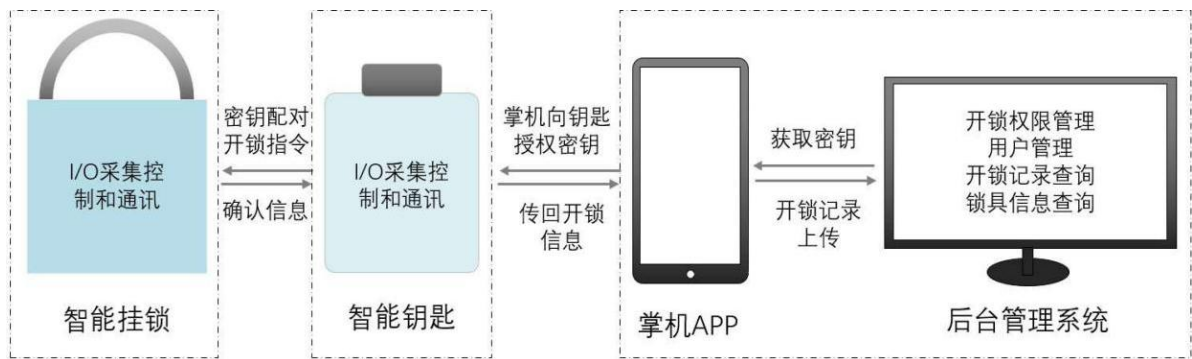 I/O采集控
制和通讯
智能挂锁
密钥配对
开锁指令
确认信息
I/O采集控
制和通讯
智能钥匙
掌机向钥匙
授权密钥
传回开锁
信息
掌机APP
获取密钥
开锁记录
上传
开锁权限管理
用户管理
开锁记录查询
锁具信息查询
后台管理系统